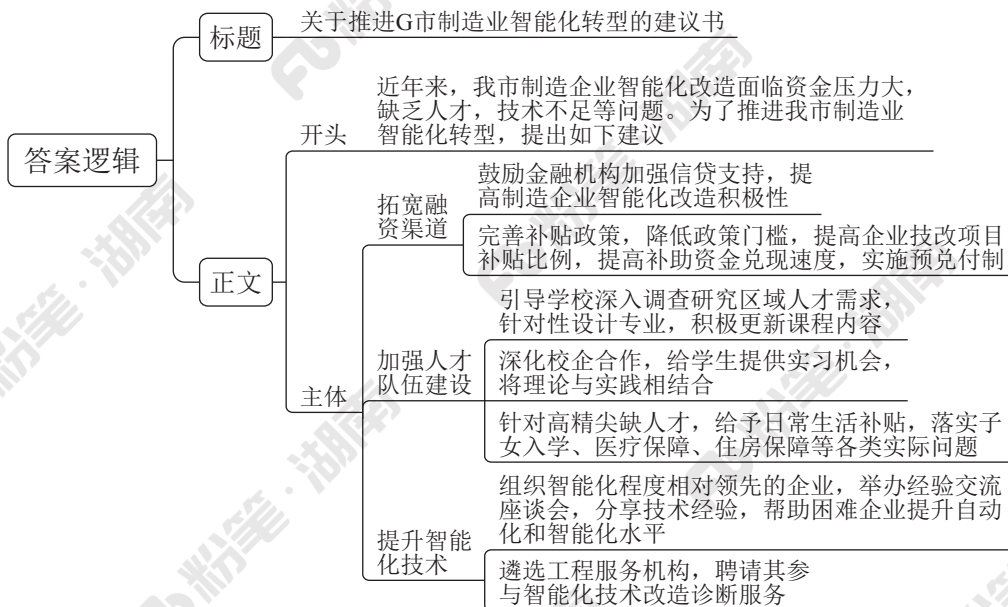 答案逻辑
标题
关于推进G市制造业智能化转型的建议书
正文
开头
近年来，我市制造企业智能化改造面临资金压力大，
缺乏人才，技术不足等问题。为了推进我市制造业
智能化转型，提出如下建议
主体
拓宽融
资渠道
鼓励金融机构加强信贷支持，提
高制造企业智能化改造积极性
完善补贴政策，降低政策门槛，提高企业技改项目
补贴比例，提高补助资金兑现速度，实施预兑付制
加强人才
队伍建设
引导学校深入调查研究区域人才需求，
针对性设计专业，积极更新课程内容
深化校企合作，给学生提供实习机会，
将理论与实践相结合
针对高精尖缺人才，给予日常生活补贴，落实子
女入学、医疗保障、住房保障等各类实际问题
提升智能
化技术
组织智能化程度相对领先的企业，举办经验交流
座谈会，分享技术经验，帮助困难企业提升自动
化和智能化水平
遴选工程服务机构，聘请其参
与智能化技术改造诊断服务
粉笔·湖南
粉笔·湖南
粉笔·湖南
粉笔·湖南